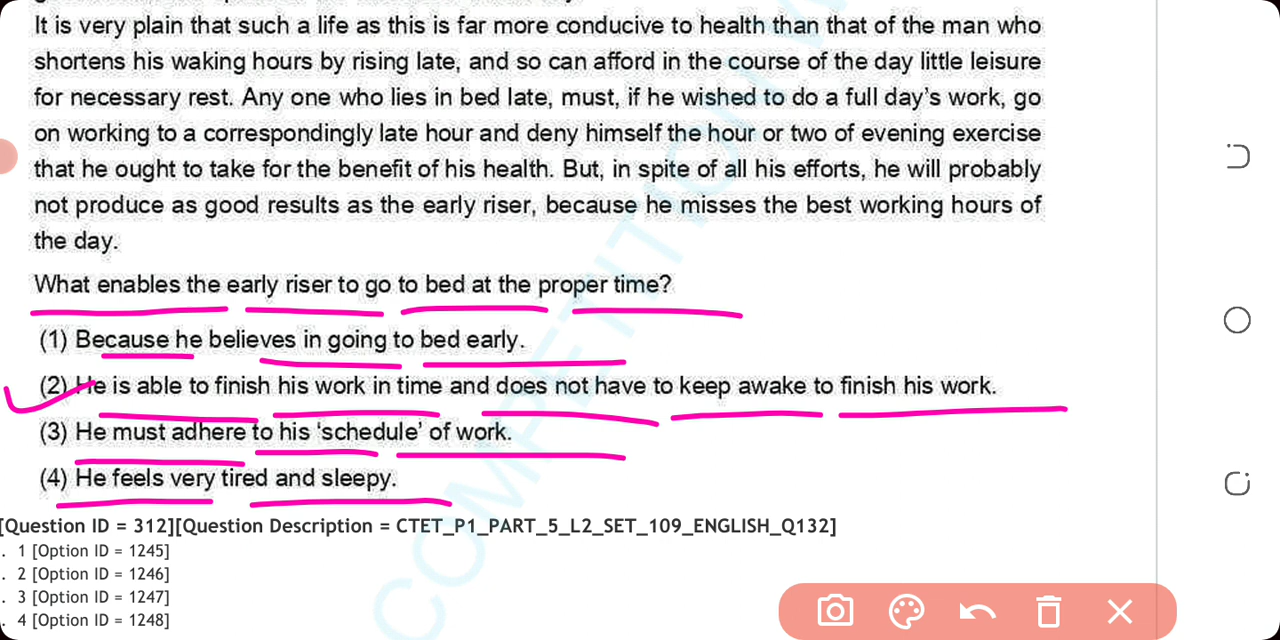 It is very plain that such a life as this is far more conducive to health than that of the man who
shortens his waking hours by rising late, and so can afford in the course of the day little leisure
for necessary rest. Any one who lies in bed late, must, if he wished to do a full day's work, go
on working to a correspondingly late hour and deny himself the hour or two of evening exercise
that he ought to take for the benefit of his health. But, in spite of all his efforts, he will probably
not produce as good results as the early riser, because he misses the best working hours of
the day.
What enables the early riser to go to bed at the proper time?
(1) Because he believes in going to bed early.
(2) He is able to finish his work in time and does not have to keep awake to finish his work.
(3) He must adhere to his 'schedule' of work.
(4) He feels very tired and sleepy.
[Question ID = 312][Question Description = CTET_P1_PART_5_L2_SET_109_ENGLISH_Q132]
. 1 [Option ID = 1245]
. 2 [Option ID = 1246]
. 3 [Option ID = 1247]
. 4 [Option ID = 1248]
COMPETITION